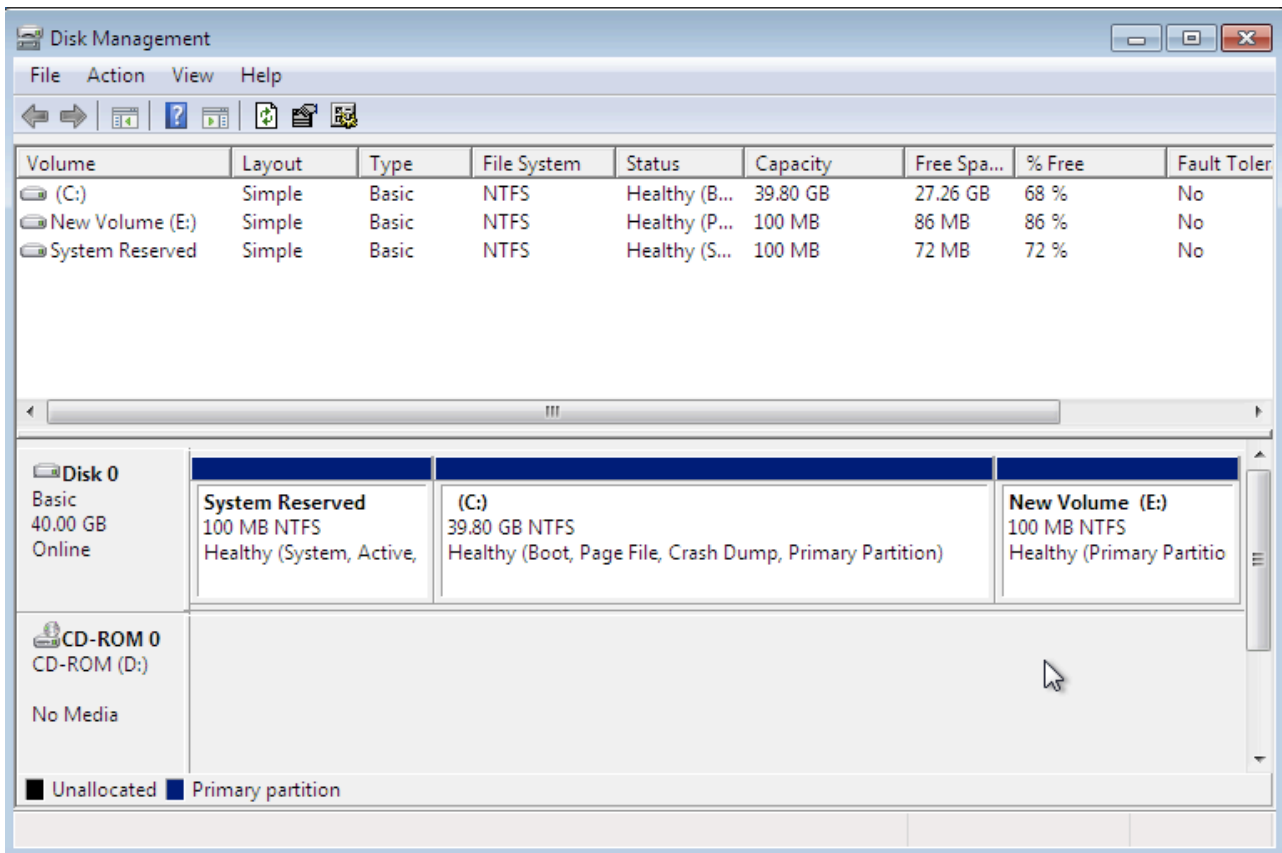 Disk Management
File Action View Help
Volume Layout Type File System Status Capacity Free Spa... % Free Fault Toler
(C:) Simple Basic NTFS Healthy (B... 39.80 GB 27.26 GB 68 % No
New Volume (E:) Simple Basic NTFS Healthy (P... 100 MB 86 MB 86 % No
System Reserved Simple Basic NTFS Healthy (S... 100 MB 72 MB 72 % No
Disk 0
Basic
40.00 GB
Online
System Reserved
100 MB NTFS
Healthy (System, Active,
(C:)
39.80 GB NTFS
Healthy (Boot, Page File, Crash Dump, Primary Partition)
New Volume (E:)
100 MB NTFS
Healthy (Primary Partitio
CD-ROM 0
CD-ROM (D:)
No Media
Unallocated Primary partition